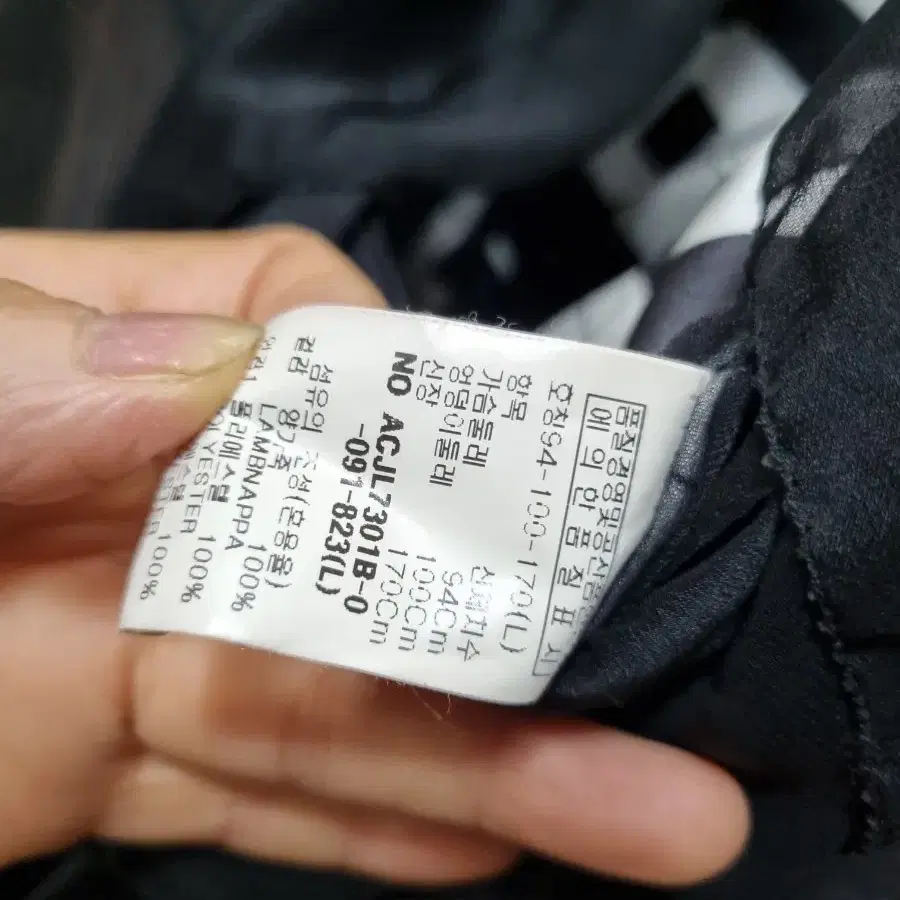 품질경영및공산품안
에 의 한 품 질 표 시
호칭94-100-170(L)
항목 신체치수
가슴둘레 94Cm
엉덩이둘레 100Cm
신장 170Cm
NO ACJL7301B-0
-091-823(L)
섬유의 조성(혼용율)
겉감 양가죽 100%
LAMBNAPPA
폴리에스텔 100%
YESTER
100%